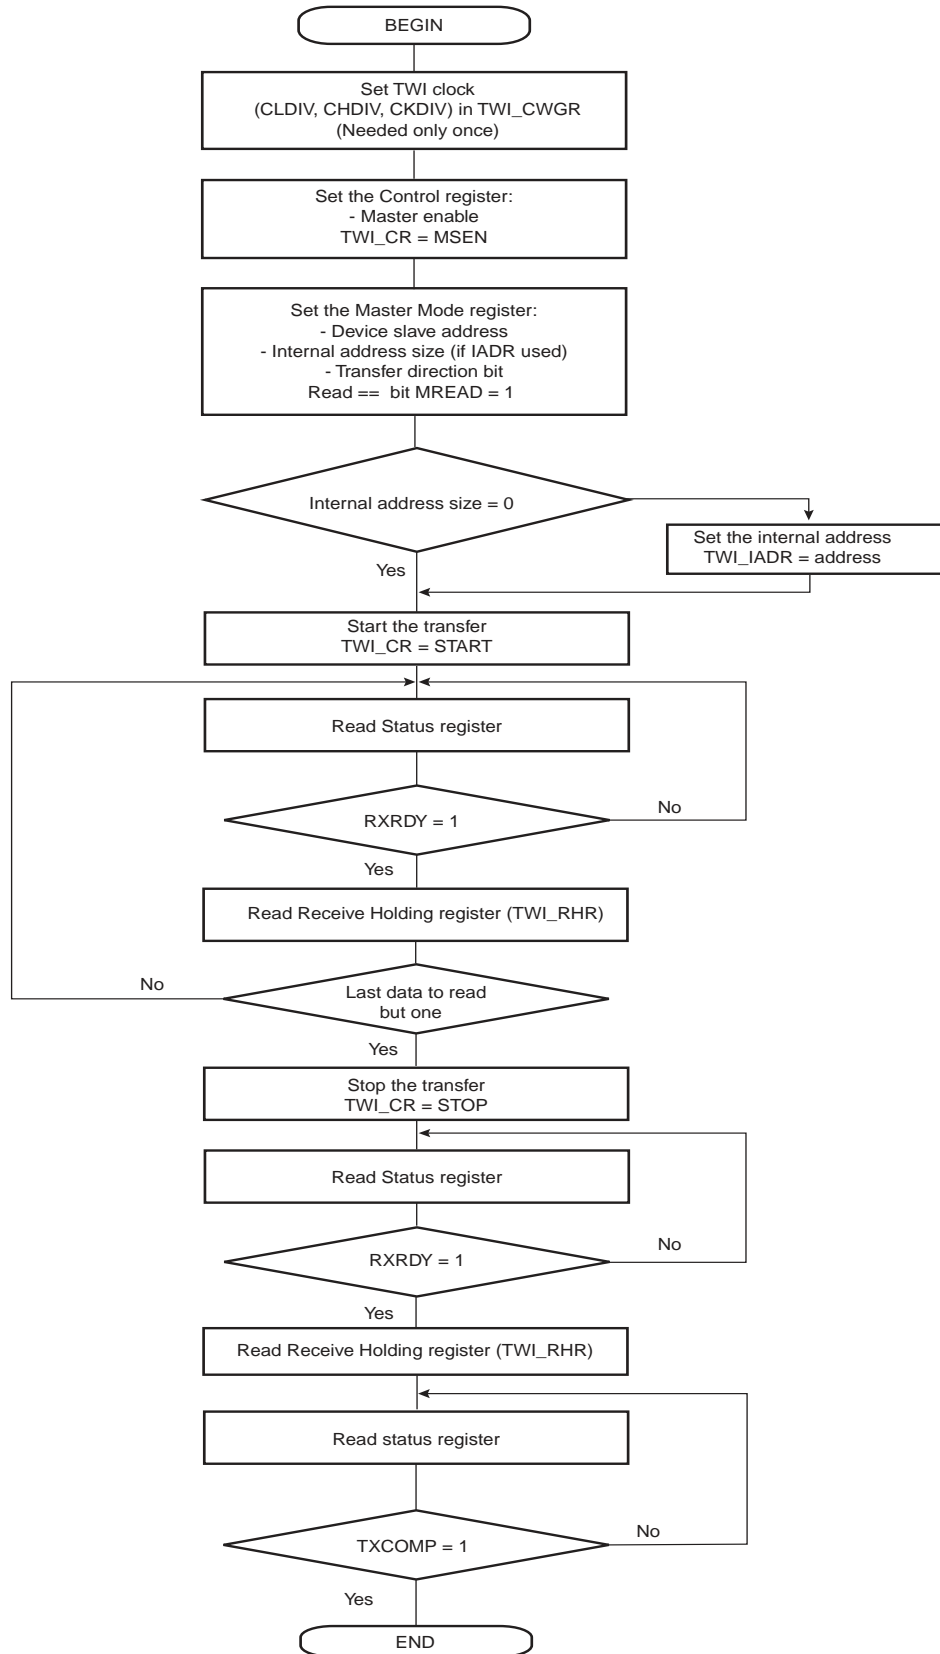 BEGIN
Set TWI clock
(CLDIV, CHDIV, CKDIV) in TWI_CWGR
(Needed only once)
Set the Control register:
- Master enable
TWI_CR = MSEN
Set the Master Mode register:
- Device slave address
- Internal address size (if IADR used)
- Transfer direction bit
Read == bit MREAD = 1
Internal address size = 0
Set the internal address
TWI_IADR = address
Yes
Start the transfer
TWI_CR = START
Read Status register
RXRDY = 1
No
Yes
Read Receive Holding register (TWI_RHR)
No
Last data to read
but one
Yes
Stop the transfer
TWI_CR = STOP
Read Status register
RXRDY = 1
No
Yes
Read Receive Holding register (TWI_RHR)
Read status register
TXCOMP = 1
No
Yes
END